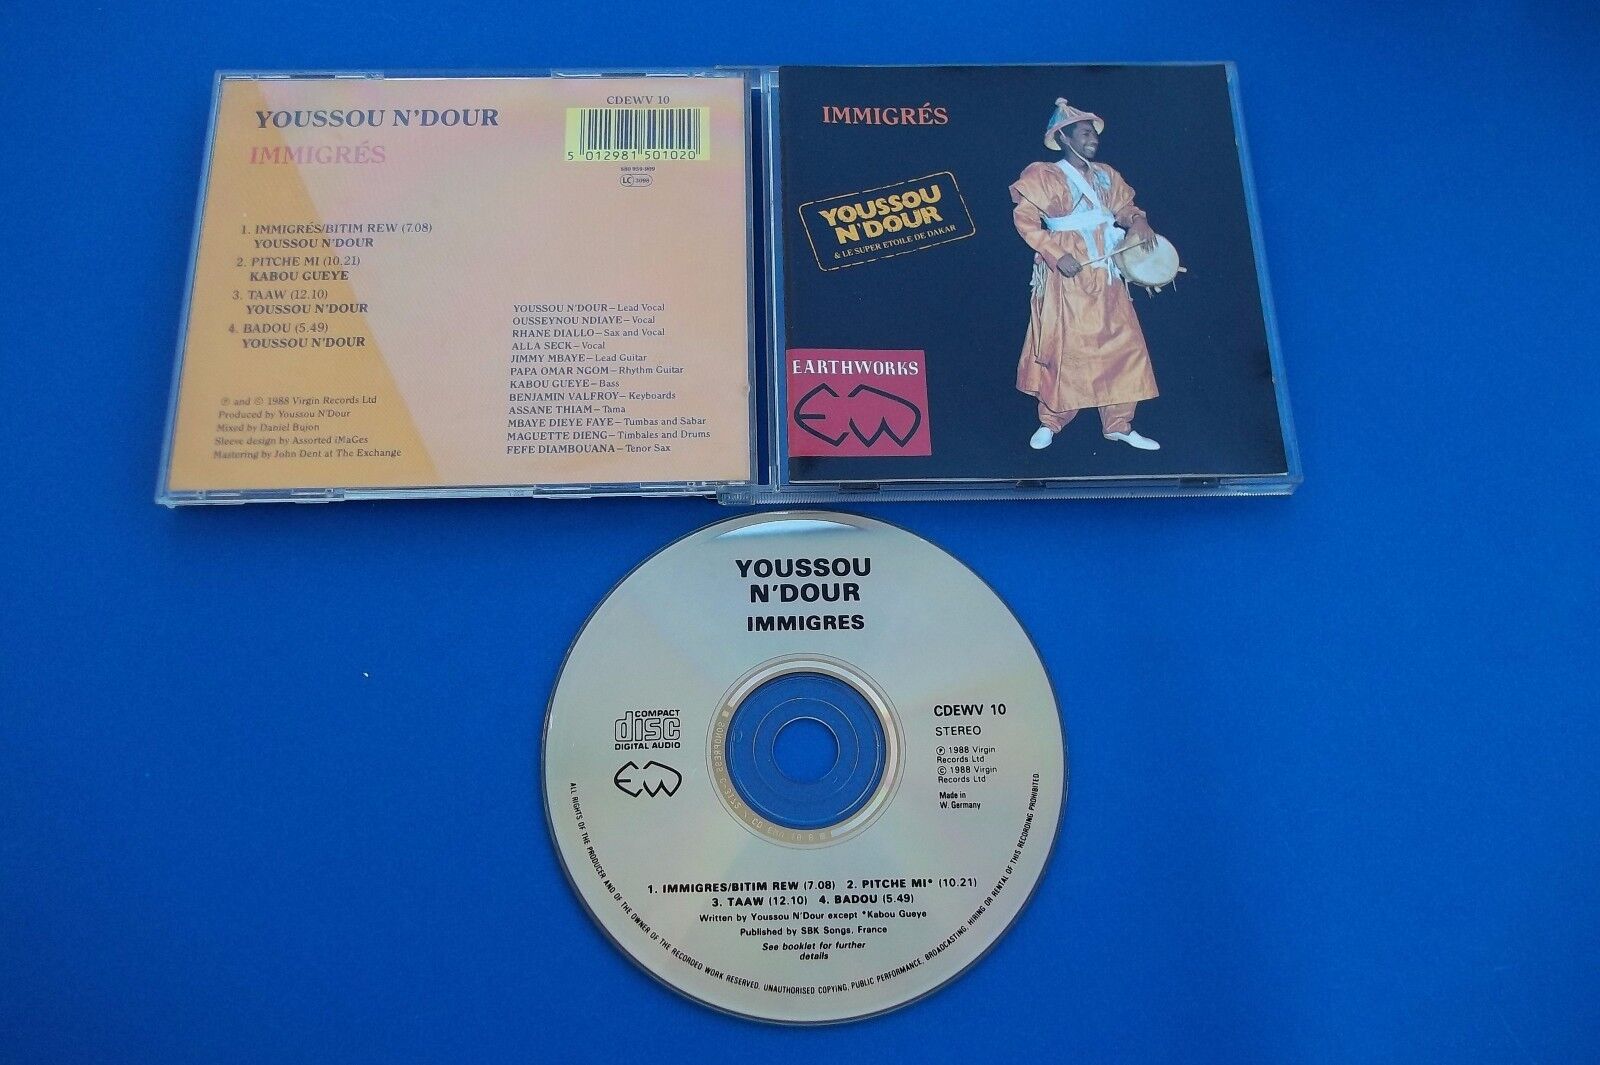 YOUSSOU N'DOUR
IMMIGRÉS
CDEWV 10
5 012981 501020
LC 3098
1. IMMIGRÉS/BITIM REW (7.08)
YOUSSOU N'DOUR
2. PITCHE MI (10.21)
KABOU GUEYE
3. TAAW (12.10)
YOUSSOU N'DOUR
4. BADOU (5.49)
YOUSSOU N'DOUR
YOUSSOU N'DOUR—Lead Vocal
OUSSEYNOU NDIAYE—Vocal
RHANE DIALLO—Sax and Vocal
ALLA SECK—Vocal
JIMMY MBAYE—Lead Guitar
PAPA OMAR NGOM—Rhythm Guitar
KABOU GUEYE—Bass
BENJAMIN VALFROY—Keyboards
ASSANE THIAM—Tama
MBAYE DIEYE FAYE—Tumbas and Sabar
MAGUETTE DIENG—Timbales and Drums
FEFE DIAMBOUANA—Tenor Sax
℗ and © 1988 Virgin Records Ltd
Produced by Youssou N'Dour
Mixed by Daniel Bujon
Sleeve design by Assorted iMaGes
Mastering by John Dent at The Exchange
IMMIGRÉS
YOUSSOU
N'DOUR
& LE SUPER ETOILE DE DAKAR
EARTHWORKS
EW
YOUSSOU
N'DOUR
IMMIGRES
COMPACT
disc
DIGITAL AUDIO
EW
CDEWV 10
STEREO
℗ 1988 Virgin
Records Ltd
© 1988 Virgin
Records Ltd
Made in
W. Germany
1. IMMIGRES/BITIM REW (7.08) 2. PITCHE MI* (10.21)
3. TAAW (12.10) 4. BADOU (5.49)
Written by Youssou N'Dour except *Kabou Gueye
Published by SBK Songs, France
See booklet for further
details
ALL RIGHTS OF THE PRODUCER AND OF THE OWNER OF THE RECORDED WORK RESERVED. UNAUTHORISED COPYING, PUBLIC PERFORMANCE, BROADCASTING, HIRING OR RENTAL OF THIS RECORDING PROHIBITED.
SONOPRESS